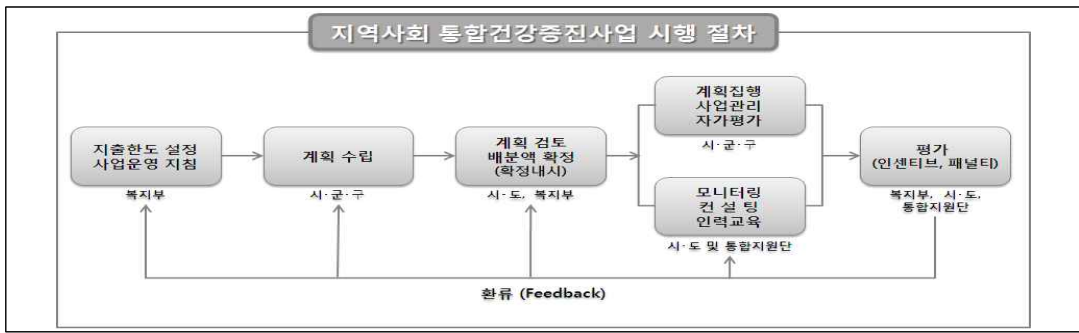 지역사회 통합건강증진사업 시행 절차
지출한도 설정
사업운영 지침
복지부
계획 수립
시·군·구
계획 검토
배분액 확정
(확정내시)
시·도, 복지부
계획집행
사업관리
자가평가
시·군·구
모니터링
컨 설 팅
인력교육
시·도 및 통합지원단
평가
(인센티브, 패널티)
복지부, 시·도,
통합지원단
환류 (Feedback)